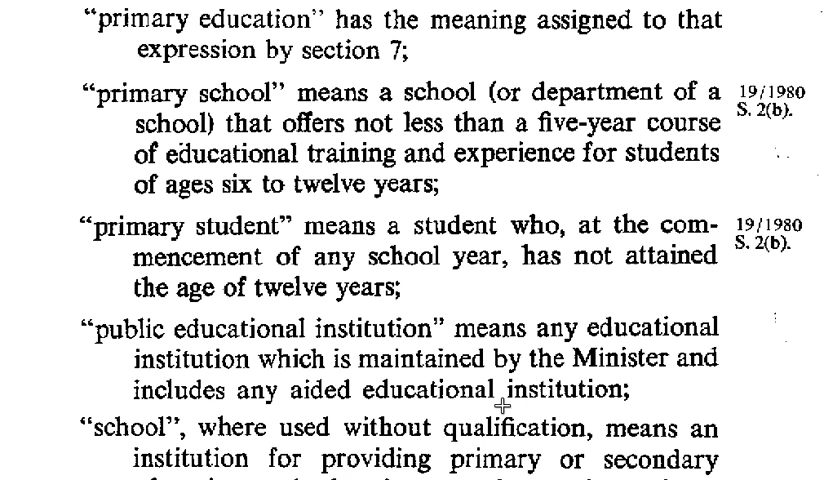 “primary education” has the meaning assigned to that
expression by section 7;
“primary school” means a school (or department of a
school) that offers not less than a five-year course
of educational training and experience for students
of ages six to twelve years;
19/1980
S. 2(b).
“primary student” means a student who, at the com-
mencement of any school year, has not attained
the age of twelve years;
19/1980
S. 2(b).
“public educational institution” means any educational
institution which is maintained by the Minister and
includes any aided educational institution;
“school”, where used without qualification, means an
institution for providing primary or secondary